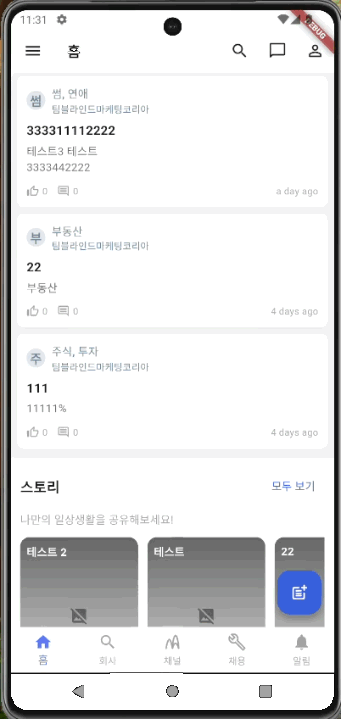 11:31
DEBUG
홈
썸
썸, 연애
팀블라인드마케팅코리아
333311112222
테스트3 테스트
3333442222
0 0 a day ago
부
부동산
팀블라인드마케팅코리아
22
부동산
0 0 4 days ago
주
주식, 투자
팀블라인드마케팅코리아
111
11111%
0 0 4 days ago
스토리 모두 보기
나만의 일상생활을 공유해보세요!
테스트 2 테스트 22
홈 회사 채널 채용 알림